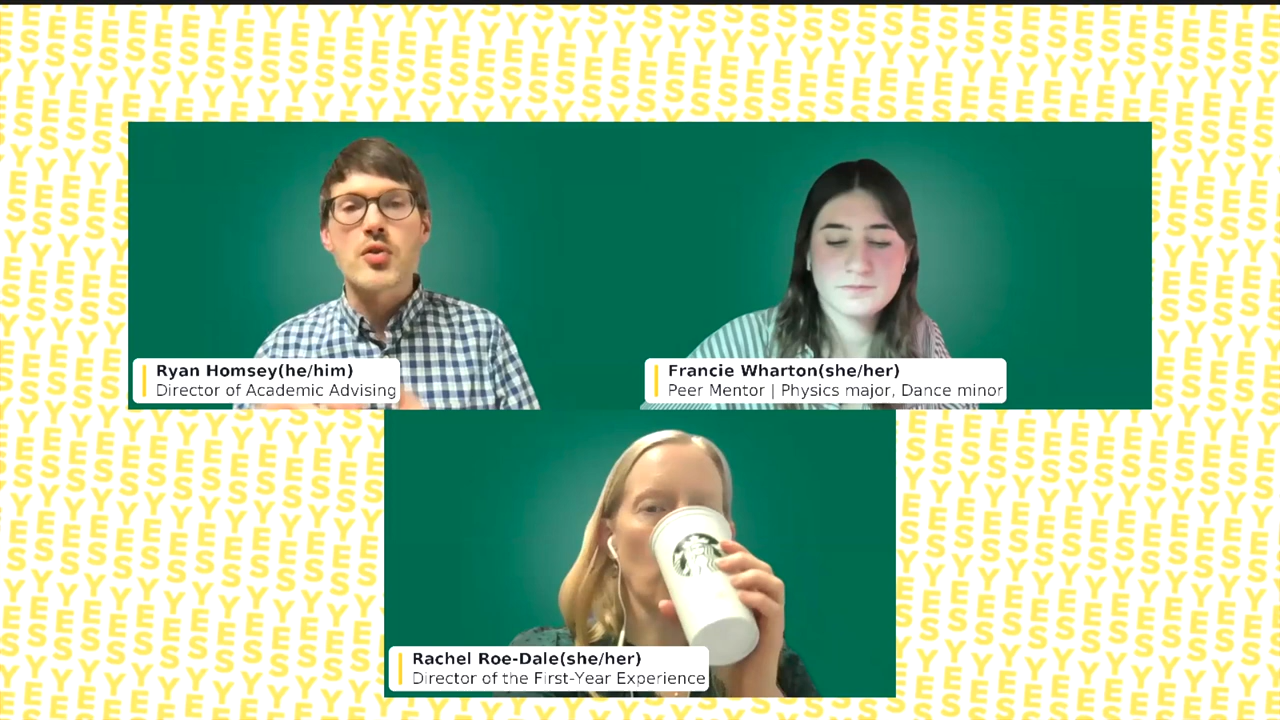 Ryan Homsey(he/him)
Director of Academic Advising
Francie Wharton(she/her)
Peer Mentor | Physics major, Dance minor
Rachel Roe-Dale(she/her)
Director of the First-Year Experience